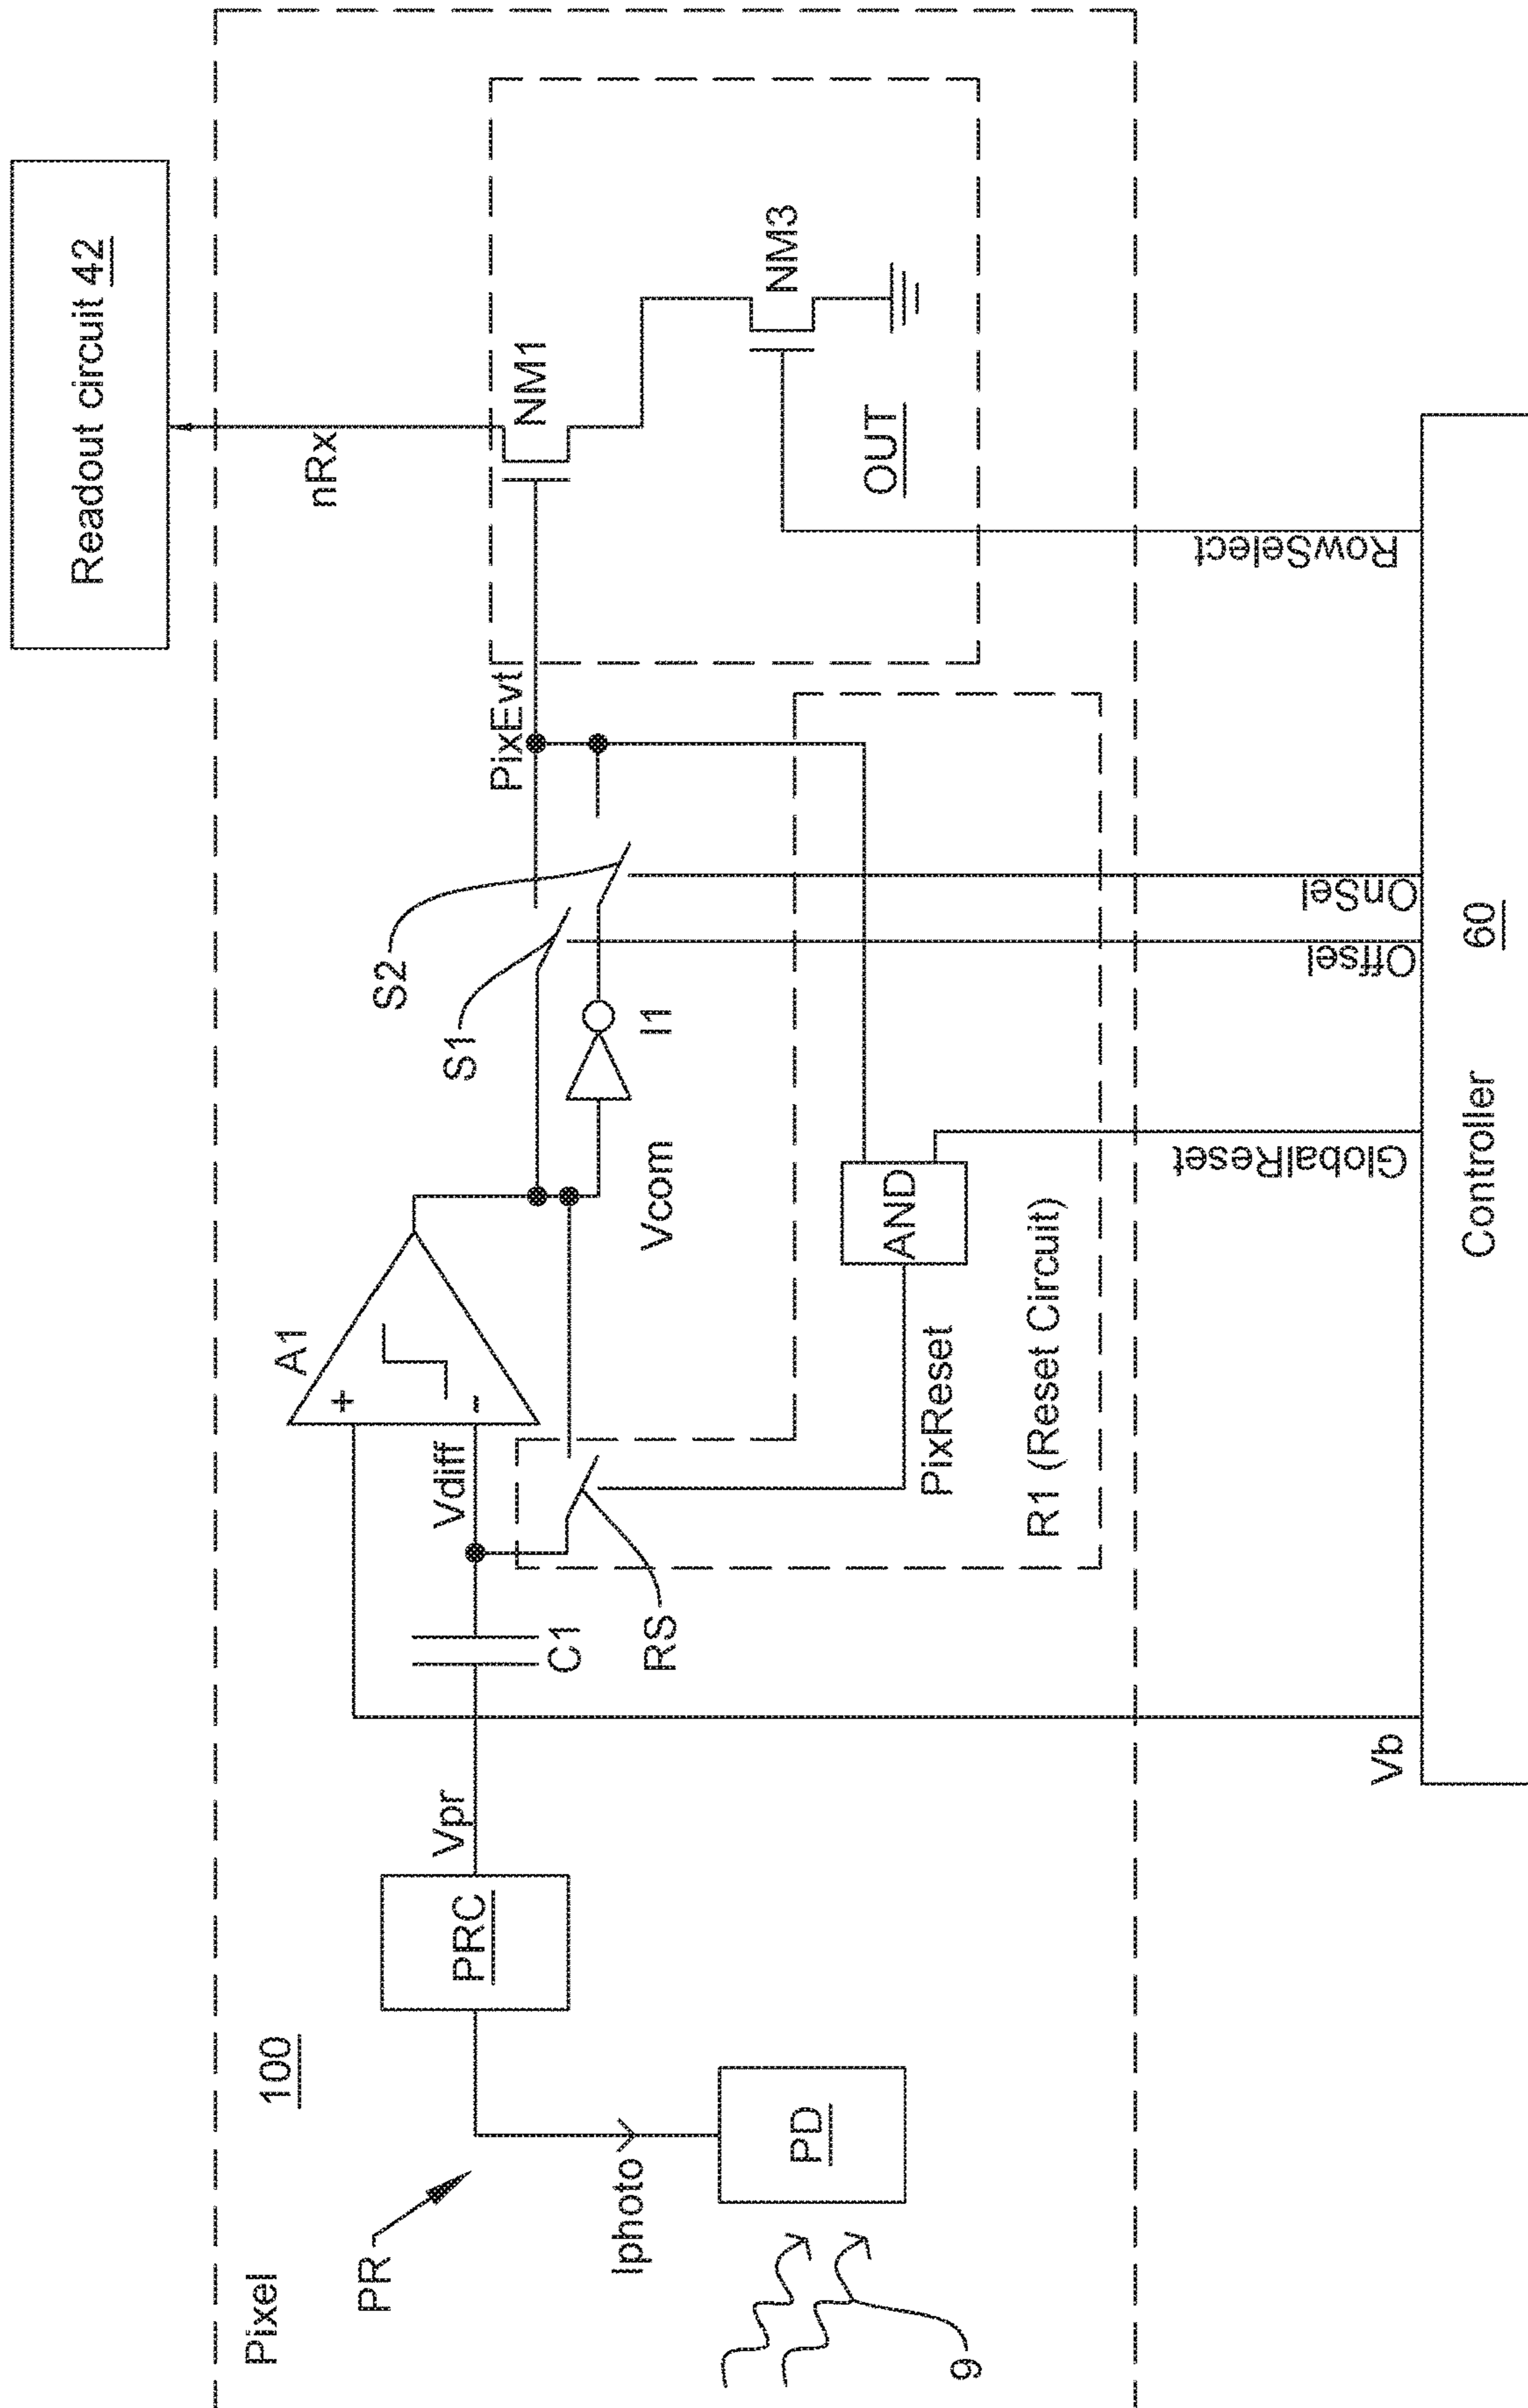 Readout circuit 42
Pixel
100
nRx
PR
PRC
Vpr
C1
Vdiff
A1
+
-
S2
S1
PixEvt
NM1
NM3
OUT
Iphoto
PD
9
RS
Vcom
I1
AND
PixReset
R1 (Reset Circuit)
Vb
GlobalReset
Offsel
OnSel
RowSelect
Controller
60